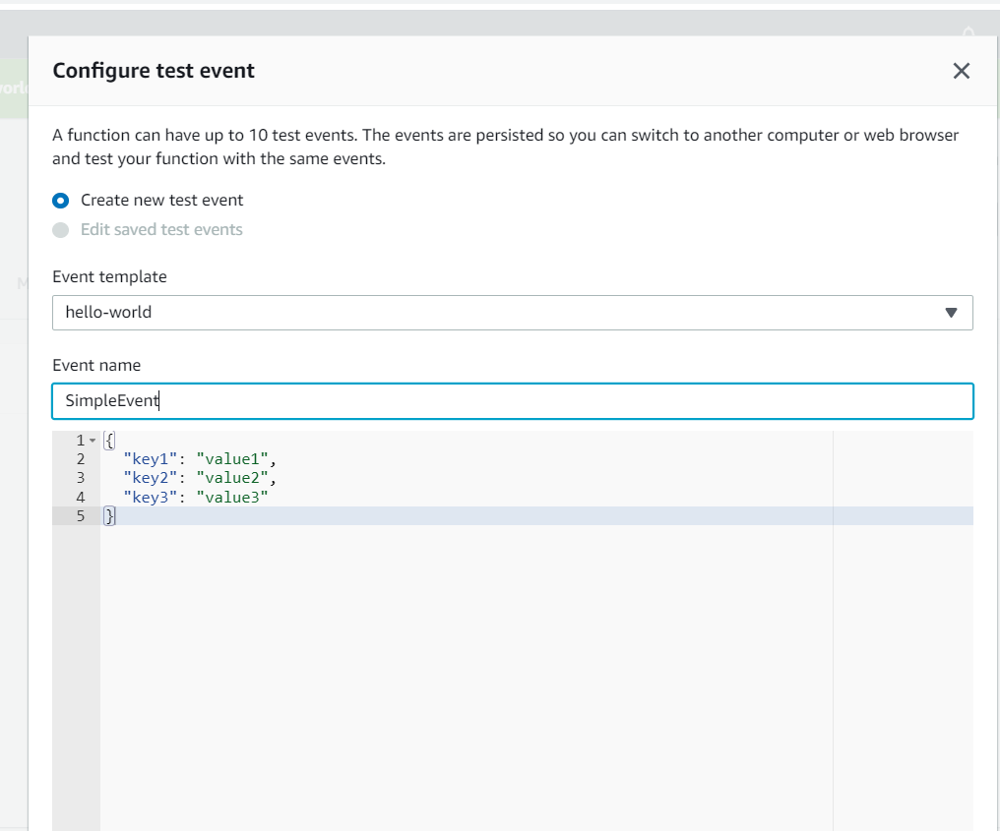 Configure test event
A function can have up to 10 test events. The events are persisted so you can switch to another computer or web browser
and test your function with the same events.
Create new test event
Edit saved test events
Event template
hello-world
Event name
SimpleEvent
1 {
2 "key1": "value1",
3 "key2": "value2",
4 "key3": "value3"
5 }